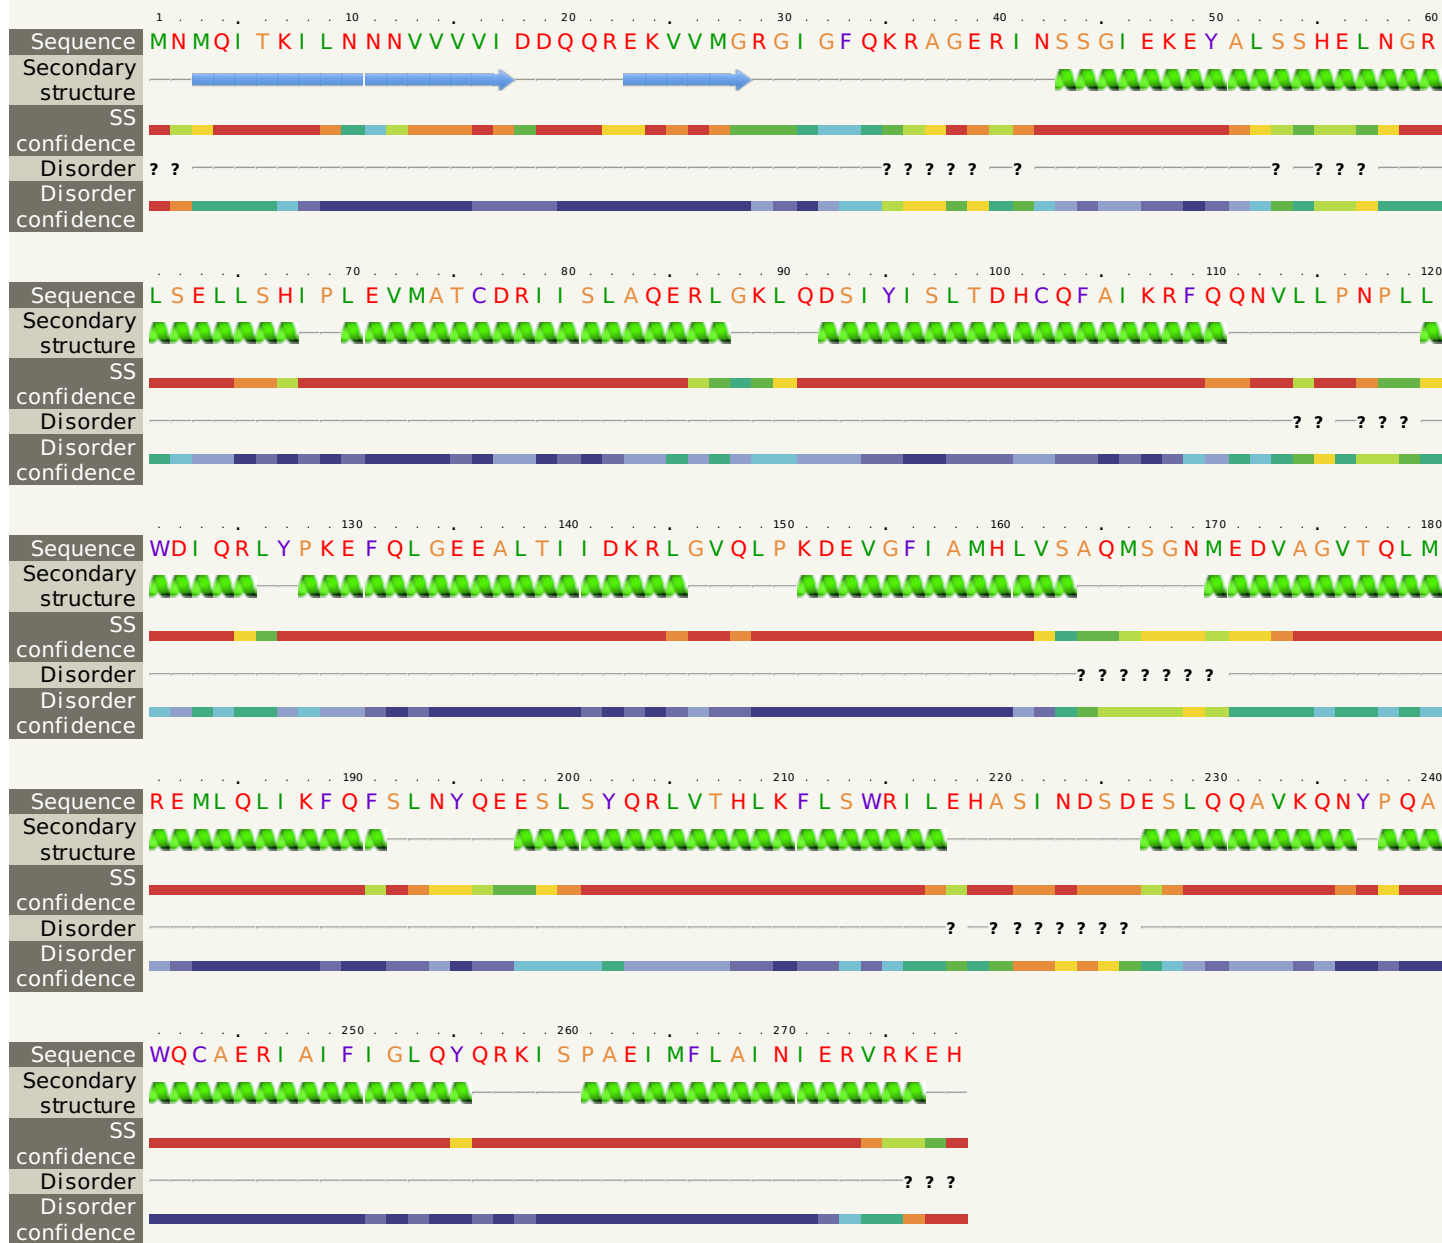 1 10 20 30 40 50 60
Sequence MNMQITKILNNNVVVVIDDQQREKVVMGRGIGFQKRAGERINSSGIEKEYALSSHELNGR
Secondary
structure
SS
confidence
Disorder ? ? ? ? ? ? ? ? ? ? ? ?
Disorder
confidence
70 80 90 100 110 120
Sequence LSELLSHIPLEVMATCDRIISLAQERLGKLQDSIYISLTDHCQFAIKRFQQNVLLPNPLL
Secondary
structure
SS
confidence
Disorder ? ? ? ? ?
Disorder
confidence
130 140 150 160 170 180
Sequence WDIQRLYPKEFQLGEEALTIIDKRLGVQLPKDEVGFIAMHLVSAQMSGNMEDVAGVTQLM
Secondary
structure
SS
confidence
Disorder ? ? ? ? ? ? ?
Disorder
confidence
190 200 210 220 230 240
Sequence REMLQLIKFQFSLNYQEESLSYQRLVTHLKFLSWRILEHASINDSDESLQQAVKQNYPQA
Secondary
structure
SS
confidence
Disorder ? ? ? ? ? ? ? ?
Disorder
confidence
250 260 270
Sequence WQCAERIAIFIGLQYQRKISPAEIMFLAINIERVRKEH
Secondary
structure
SS
confidence
Disorder ? ? ?
Disorder
confidence